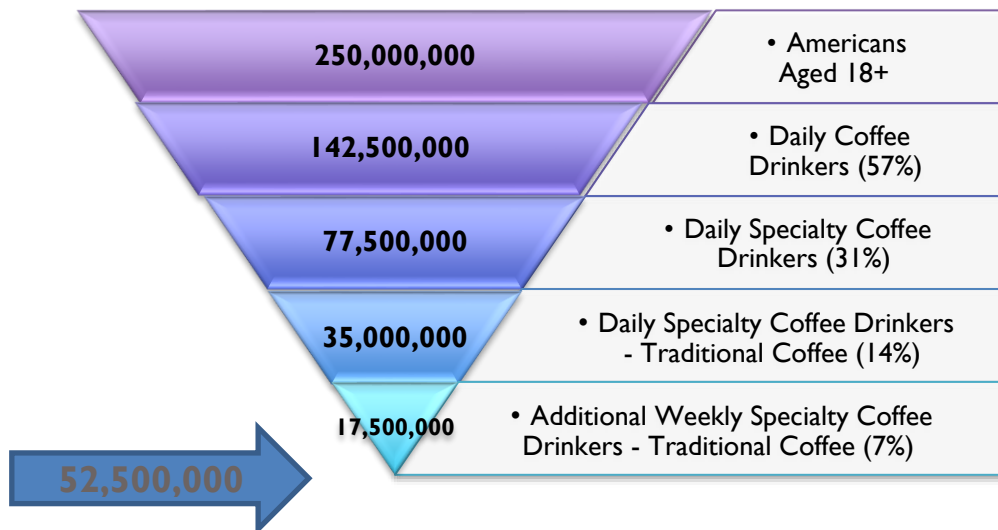 250,000,000
• Americans
Aged 18+
142,500,000
• Daily Coffee
Drinkers (57%)
77,500,000
• Daily Specialty Coffee
Drinkers (31%)
35,000,000
• Daily Specialty Coffee Drinkers
- Traditional Coffee (14%)
17,500,000
• Additional Weekly Specialty Coffee
Drinkers - Traditional Coffee (7%)
52,500,000